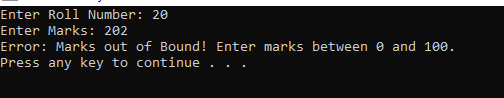 Enter Roll Number: 20
Enter Marks: 202
Error: Marks out of Bound! Enter marks between 0 and 100.
Press any key to continue . . .